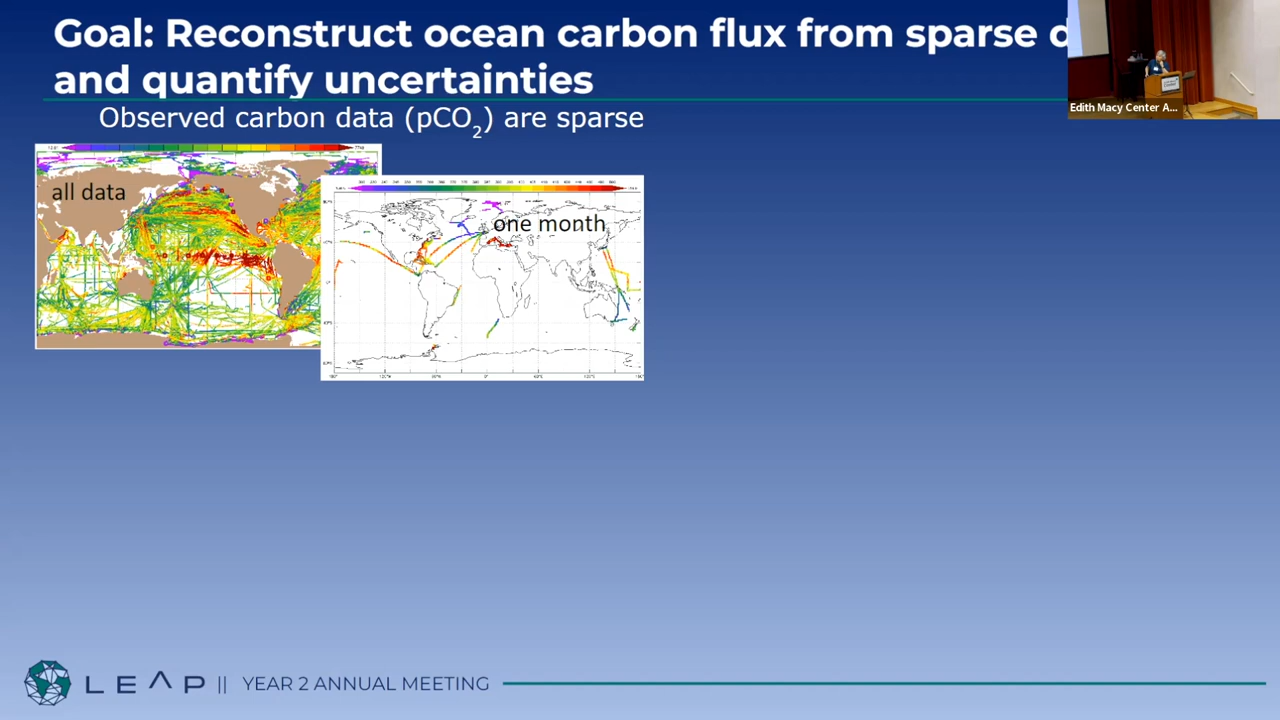 Goal: Reconstruct ocean carbon flux from sparse
and quantify uncertainties
Observed carbon data (pCO2) are sparse
all data
one month
Edith Macy Center A...
LEAP || YEAR 2 ANNUAL MEETING